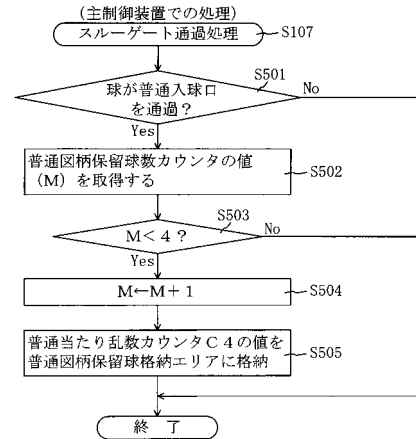 (主制御装置での処理)
スルーゲート通過処理
S107
S501
球が普通入球口
を通過?
No
Yes
普通図柄保留球数カウンタの値
(M)を取得する
S502
S503
M<4?
No
Yes
M←M+1
S504
普通当たり乱数カウンタC4の値を
普通図柄保留球格納エリアに格納
S505
終了